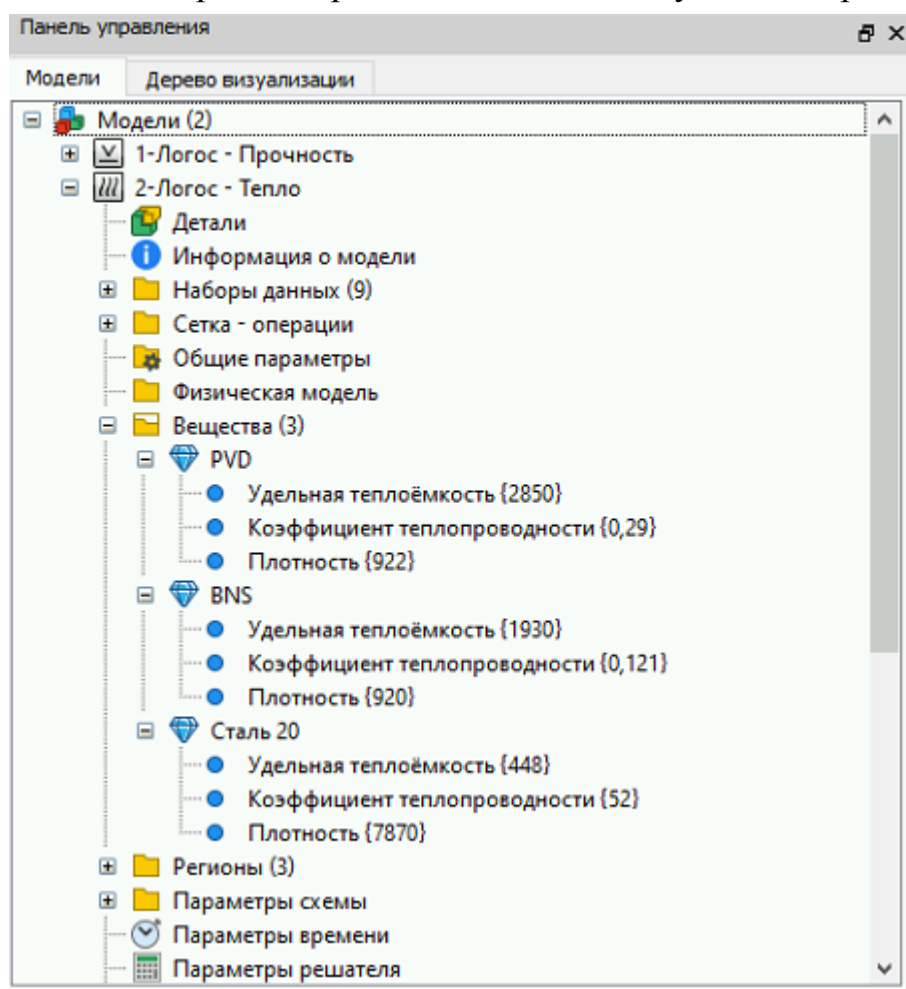 Панель управления
Модели Дерево визуализации
Модели (2)
1-Логос - Прочность
2-Логос - Тепло
Детали
Информация о модели
Наборы данных (9)
Сетка - операции
Общие параметры
Физическая модель
Вещества (3)
PVD
Удельная теплоёмкость {2850}
Коэффициент теплопроводности {0,29}
Плотность {922}
BNS
Удельная теплоёмкость {1930}
Коэффициент теплопроводности {0,121}
Плотность {920}
Сталь 20
Удельная теплоёмкость {448}
Коэффициент теплопроводности {52}
Плотность {7870}
Регионы (3)
Параметры схемы
Параметры времени
Параметры решателя